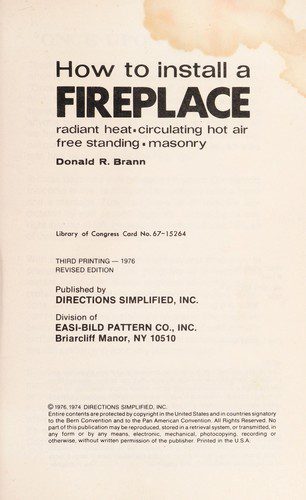 How to install a
FIREPLACE
radiant heat▪circulating hot air
free standing▪masonry
Donald R. Brann
Library of Congress Card No. 67-15264
THIRD PRINTING — 1976
REVISED EDITION
Published by
DIRECTIONS SIMPLIFIED, INC.
Division of
EASI-BILD PATTERN CO., INC.
Briarcliff Manor, NY 10510
©1976, 1974 DIRECTIONS SIMPLIFIED, INC.
Entire contents are protected by copyright in the United States and in countries signatory
to the Bern Convention and to the Pan American Convention. All Rights Reserved. No
part of this publication may be reproduced, stored in a retrieval system, or transmitted, in
any form or by any means, electronic, mechanical, photocopying, recording or
otherwise, without written permission of the publisher. Printed in the U.S.A.